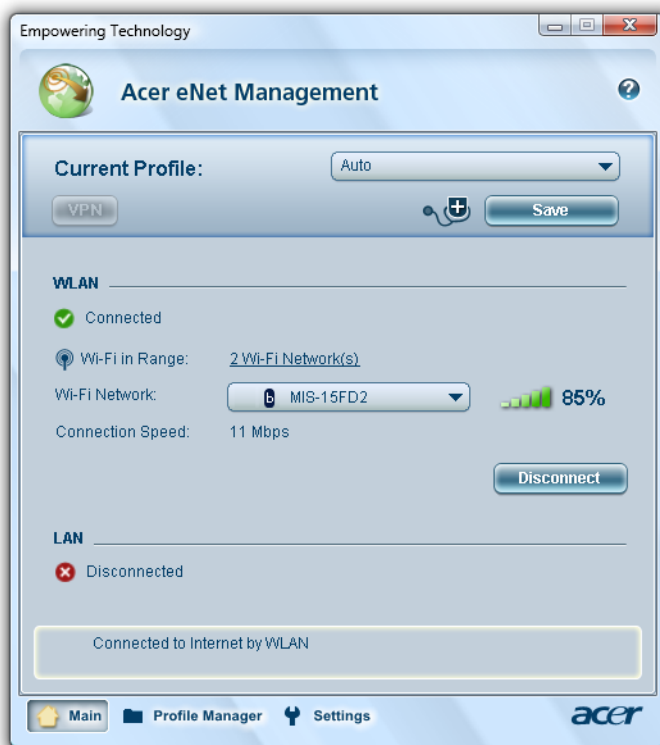 Empowering Technology
Acer eNet Management
Current Profile:
Auto
VPN
Save
WLAN
Connected
Wi-Fi in Range:
2 Wi-Fi Network(s)
Wi-Fi Network:
b MIS-15FD2
85%
Connection Speed:
11 Mbps
Disconnect
LAN
Disconnected
Connected to Internet by WLAN
Main
Profile Manager
Settings
acer